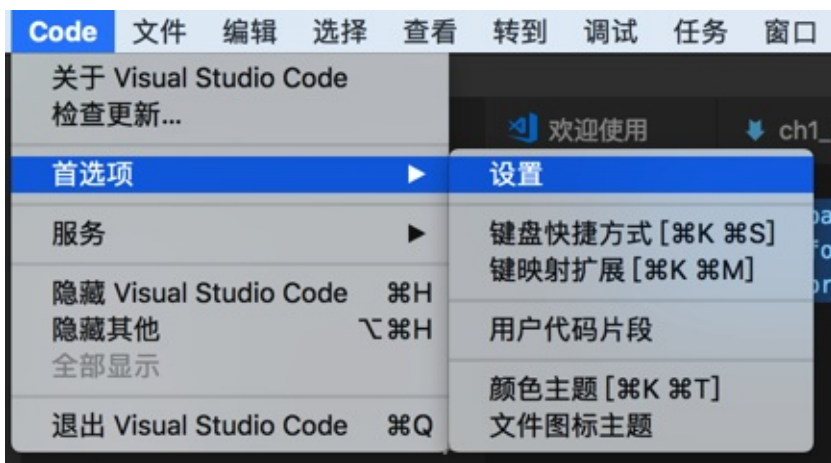 Code 文件 编辑 选择 查看 转到 调试 任务 窗口
关于 Visual Studio Code
检查更新...
欢迎使用
ch1_
首选项
设置
服务
键盘快捷方式 [⌘K ⌘S]
键映射扩展 [⌘K ⌘M]
隐藏 Visual Studio Code ⌘H
隐藏其他 ⌥⌘H
用户代码片段
全部显示
颜色主题 [⌘K ⌘T]
退出 Visual Studio Code ⌘Q
文件图标主题